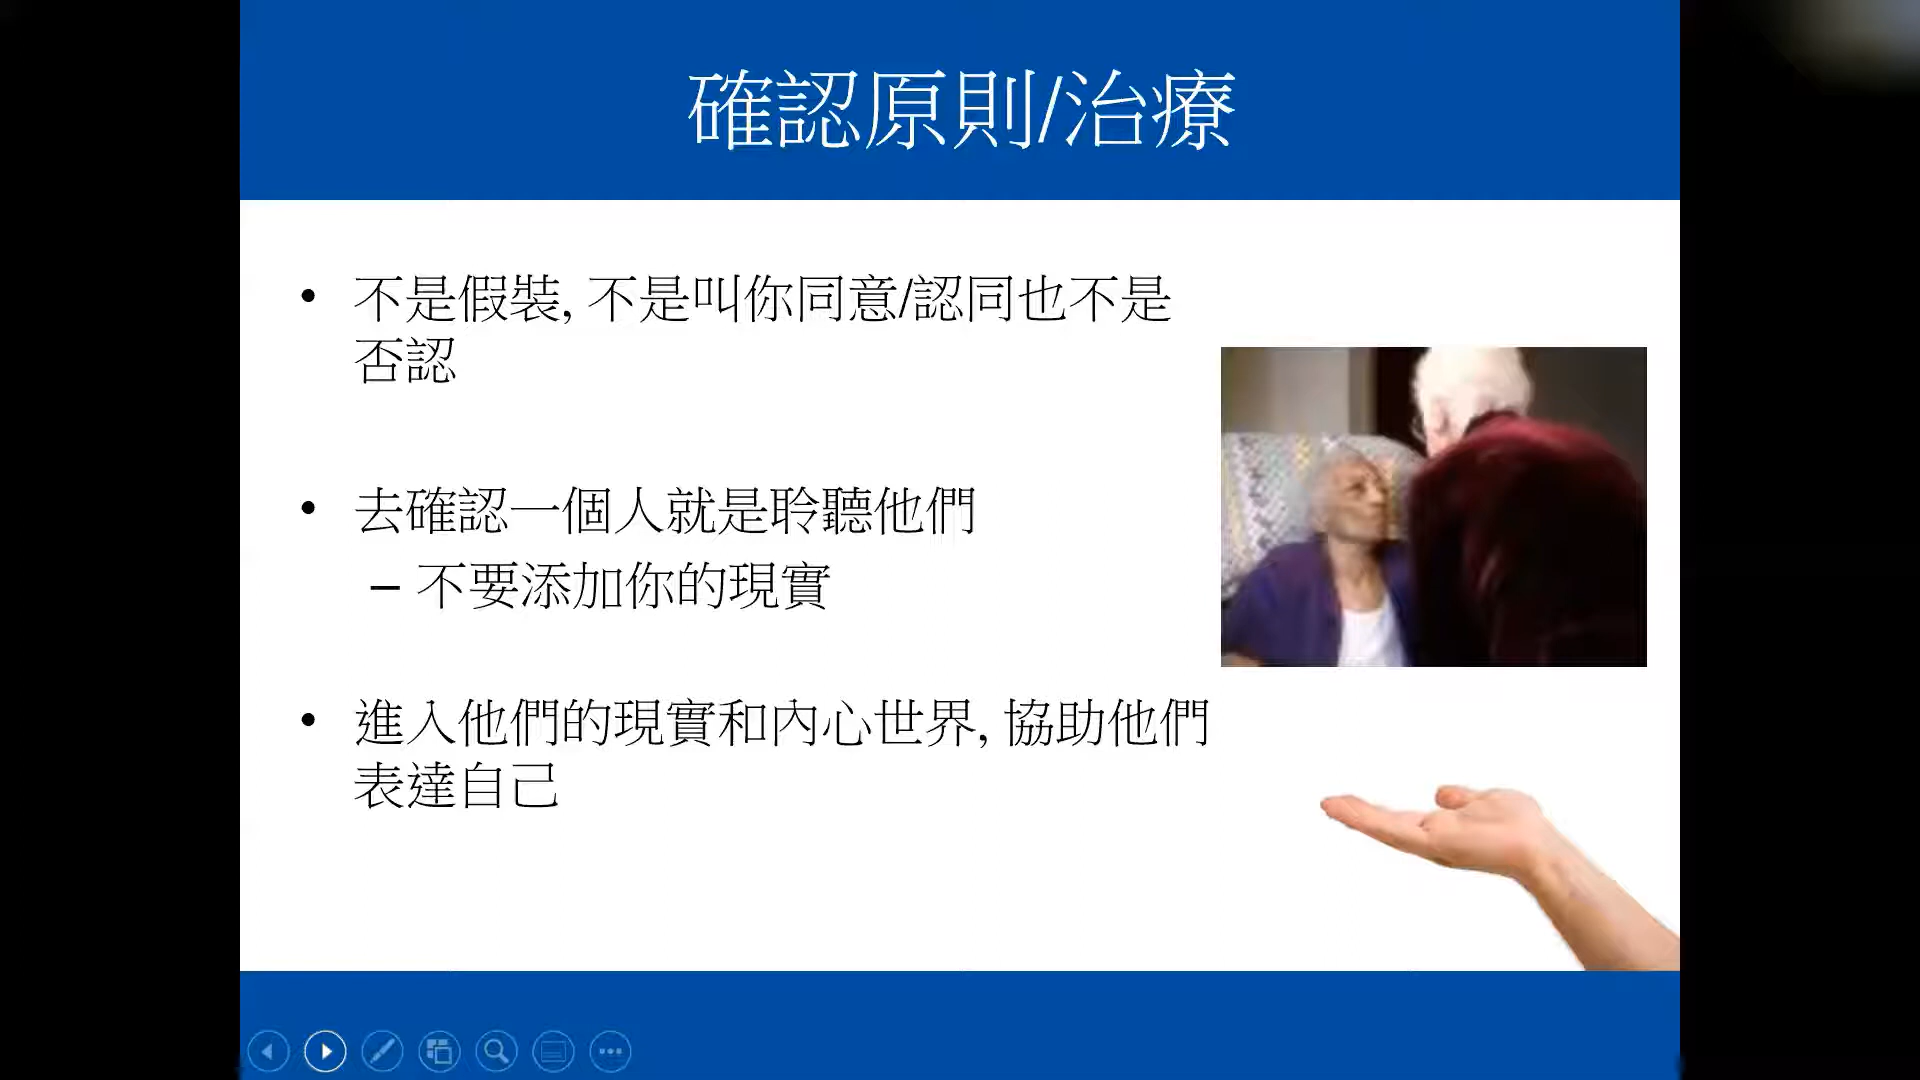 確認原則/治療
• 不是假裝, 不是叫你同意/認同也不是
否認
• 去確認一個人就是聆聽他們
– 不要添加你的現實
• 進入他們的現實和內心世界, 協助他們
表達自己